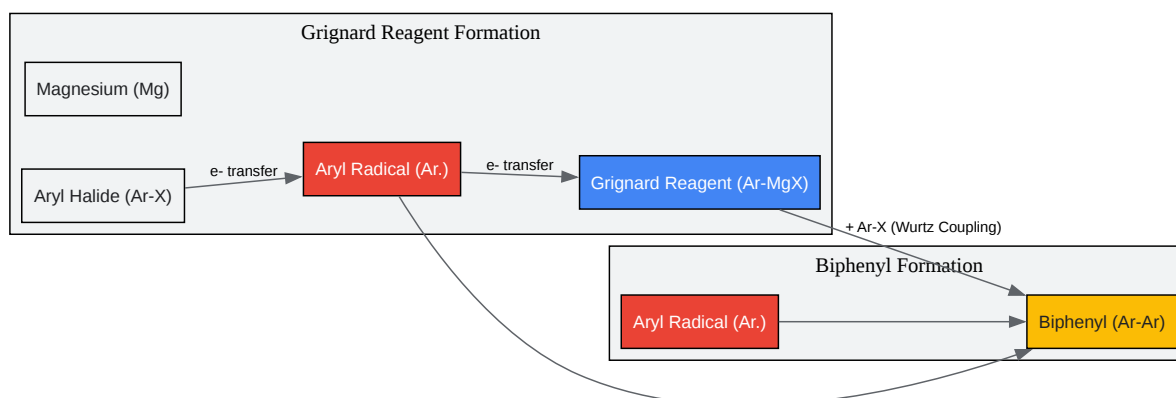 Grignard Reagent Formation
Magnesium (Mg)
Aryl Halide (Ar-X)
e- transfer
Aryl Radical (Ar.)
e- transfer
Grignard Reagent (Ar-MgX)
+ Ar-X (Wurtz Coupling)
Biphenyl Formation
Aryl Radical (Ar.)
Biphenyl (Ar-Ar)